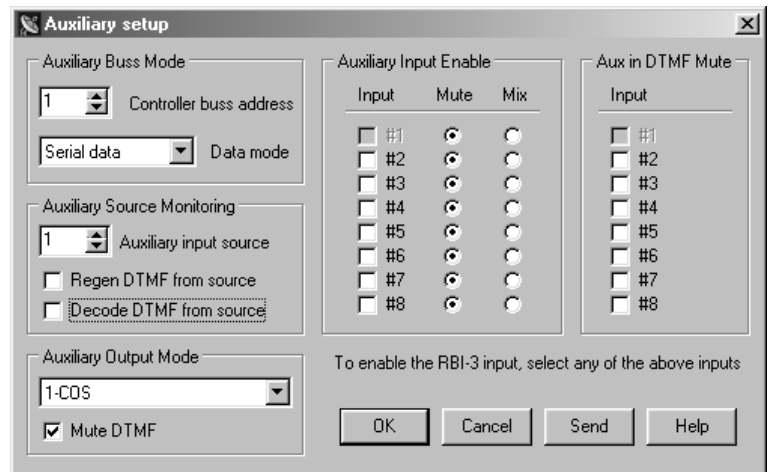 Auxiliary setup
Auxiliary Buss Mode
1 Controller buss address
Serial data Data mode
Auxiliary Source Monitoring
1 Auxiliary input source
Regen DTMF from source
Decode DTMF from source
Auxiliary Output Mode
1-COS
Mute DTMF
Auxiliary Input Enable
Input Mute Mix
#1
#2
#3
#4
#5
#6
#7
#8
Aux in DTMF Mute
Input
#1
#2
#3
#4
#5
#6
#7
#8
To enable the RBI-3 input, select any of the above inputs
OK Cancel Send Help